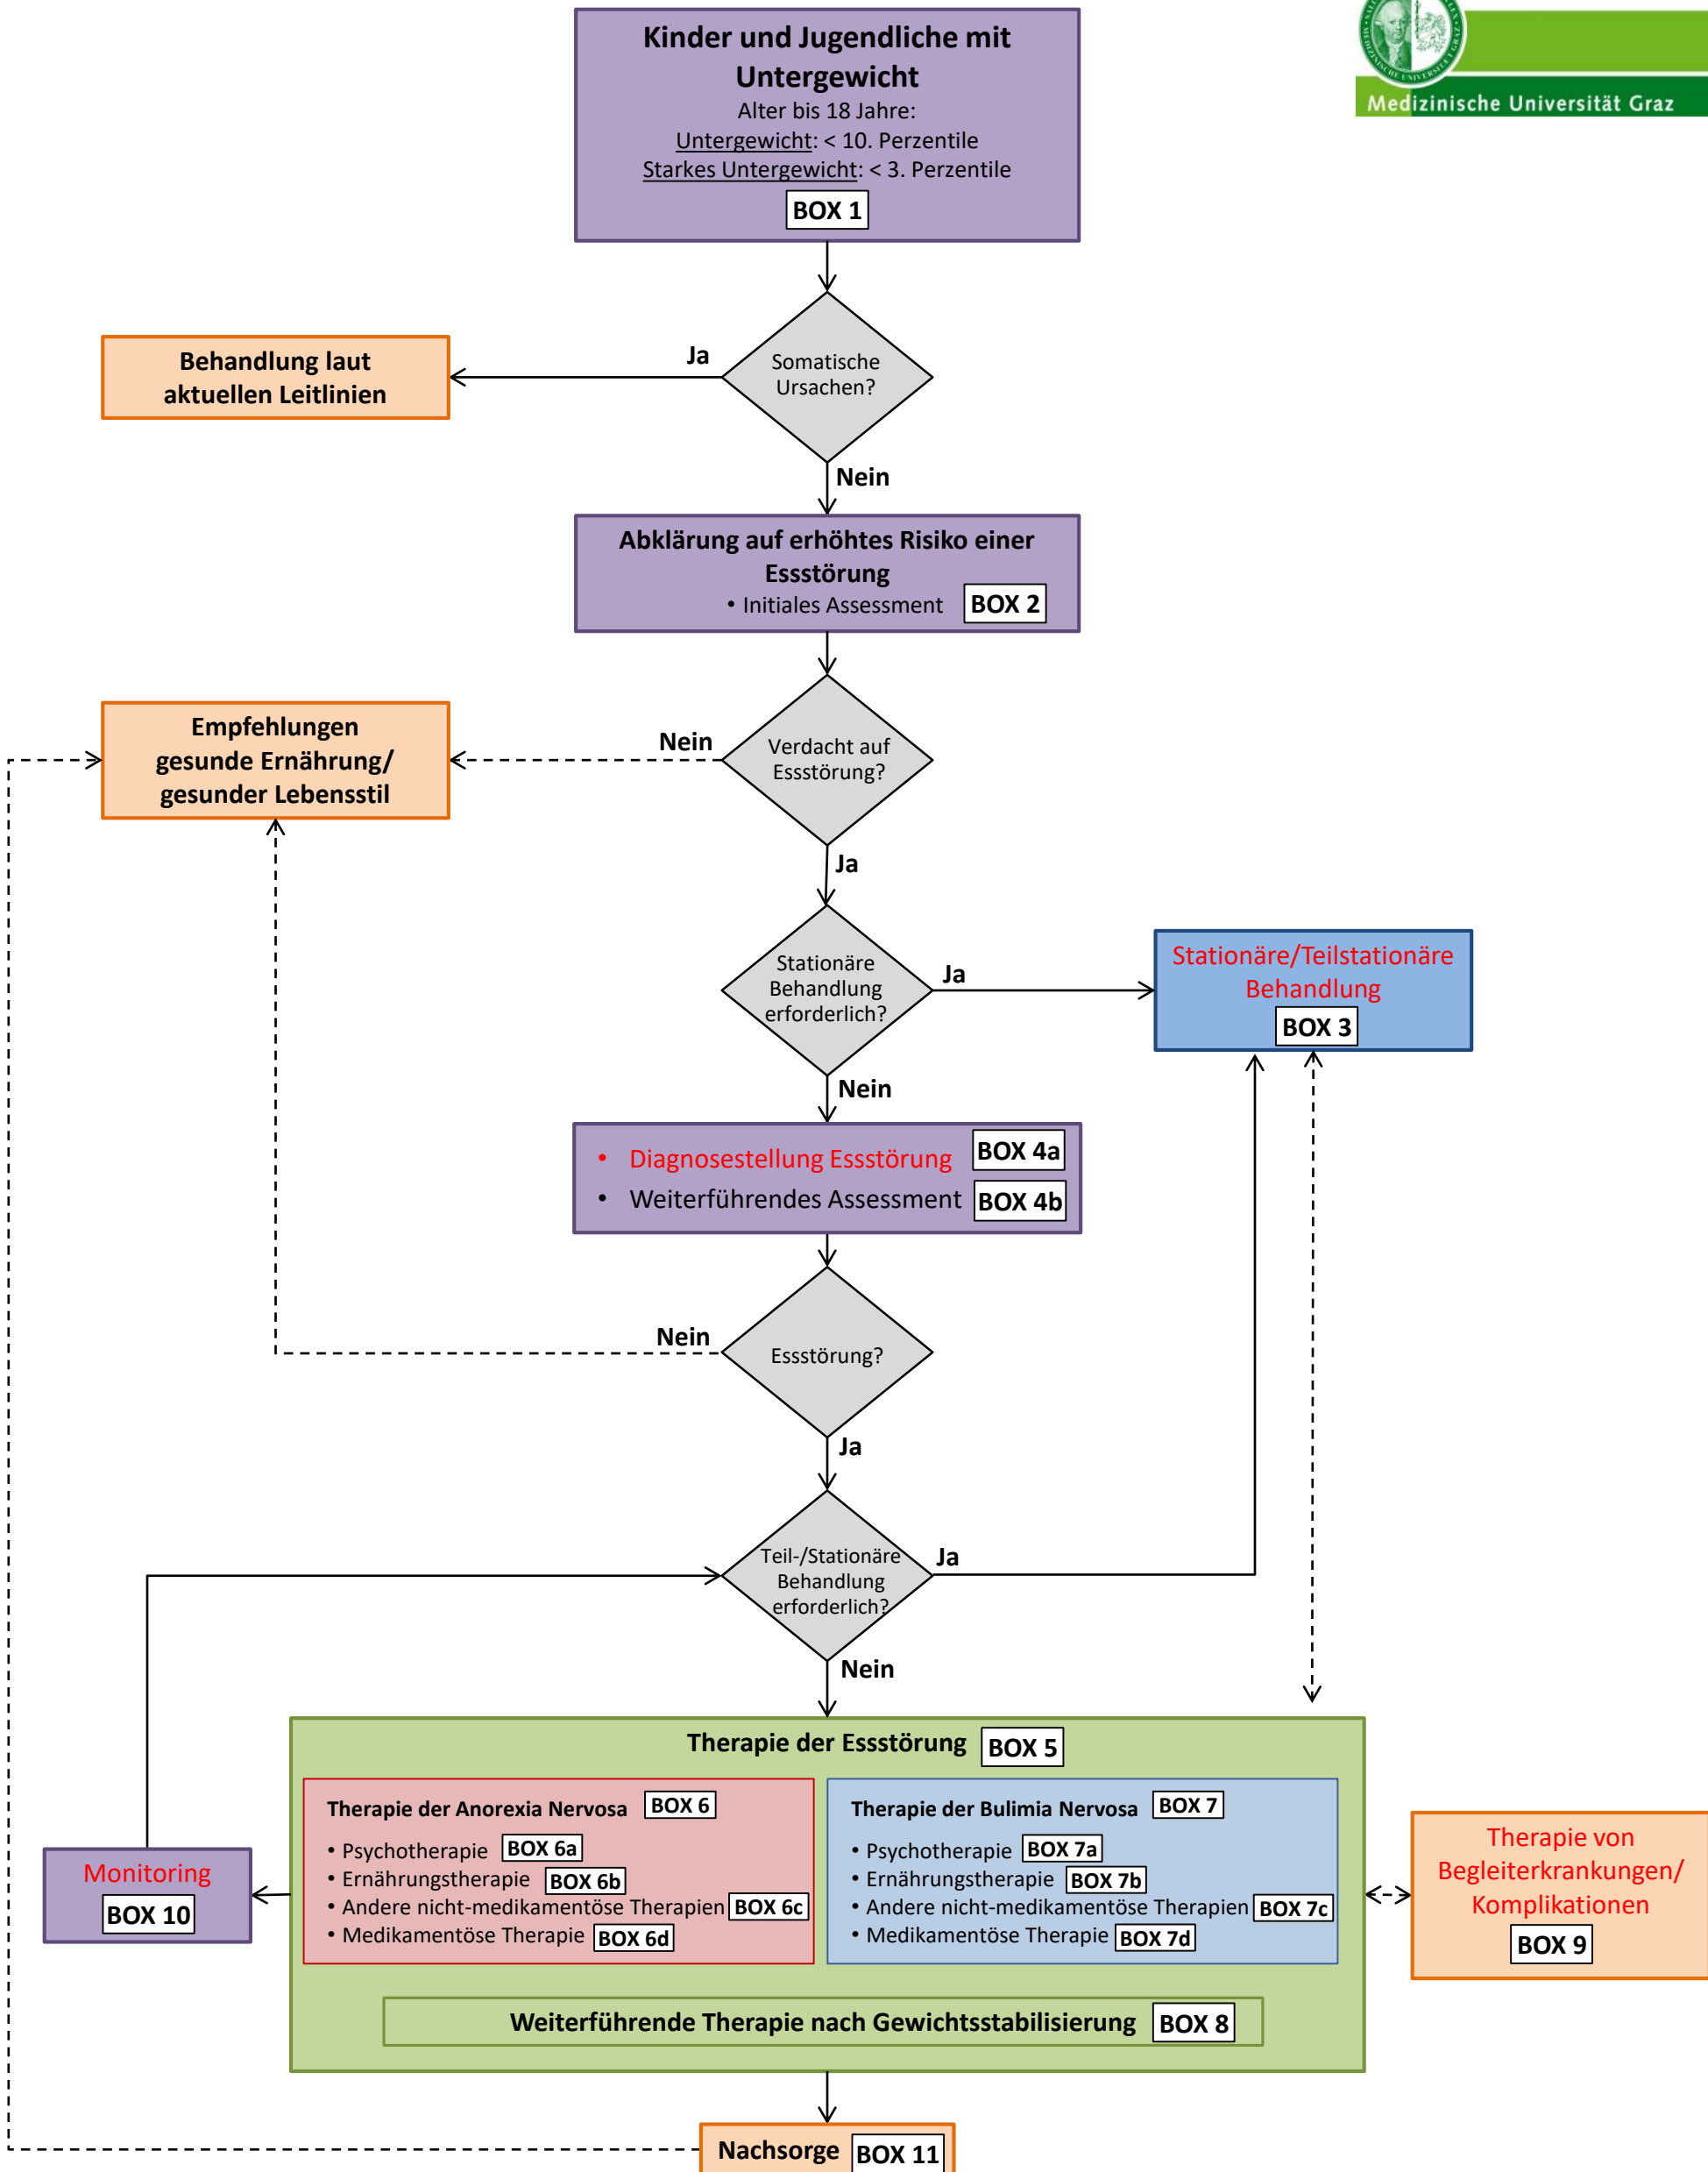 Kinder und Jugendliche mit
Untergewicht
Alter bis 18 Jahre:
Untergewicht: < 10. Perzentile
Starkes Untergewicht: < 3. Perzentile
BOX 1
Medizinische Universität Graz
Somatische
Ursachen?
Ja
Behandlung laut
aktuellen Leitlinien
Nein
Abklärung auf erhöhtes Risiko einer
Essstörung
• Initiales Assessment BOX 2
Verdacht auf
Essstörung?
Nein
Empfehlungen
gesunde Ernährung/
gesunder Lebensstil
Ja
Stationäre
Behandlung
erforderlich?
Ja
Stationäre/Teilstationäre
Behandlung
BOX 3
Nein
• Diagnosestellung Essstörung BOX 4a
• Weiterführendes Assessment BOX 4b
Essstörung?
Nein
Ja
Teil-/Stationäre
Behandlung
erforderlich?
Ja
Nein
Therapie der Essstörung BOX 5
Therapie der Anorexia Nervosa BOX 6
• Psychotherapie BOX 6a
• Ernährungstherapie BOX 6b
• Andere nicht-medikamentöse Therapien BOX 6c
• Medikamentöse Therapie BOX 6d
Therapie der Bulimia Nervosa BOX 7
• Psychotherapie BOX 7a
• Ernährungstherapie BOX 7b
• Andere nicht-medikamentöse Therapien BOX 7c
• Medikamentöse Therapie BOX 7d
Weiterführende Therapie nach Gewichtsstabilisierung BOX 8
Monitoring
BOX 10
Therapie von
Begleiterkrankungen/
Komplikationen
BOX 9
Nachsorge BOX 11